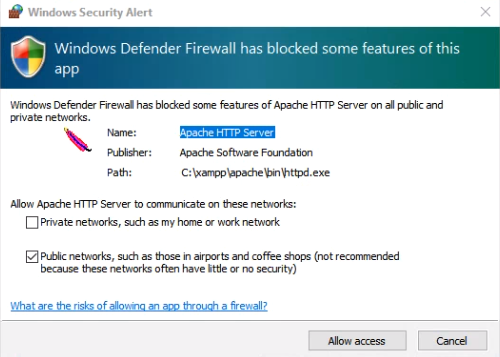 Windows Security Alert
Windows Defender Firewall has blocked some features of this
app
Windows Defender Firewall has blocked some features of Apache HTTP Server on all public and
private networks.
Name: Apache HTTP Server
Publisher: Apache Software Foundation
Path: C:\xampp\apache\bin\httpd.exe
Allow Apache HTTP Server to communicate on these networks:
Private networks, such as my home or work network
Public networks, such as those in airports and coffee shops (not recommended
because these networks often have little or no security)
What are the risks of allowing an app through a firewall?
Allow access Cancel